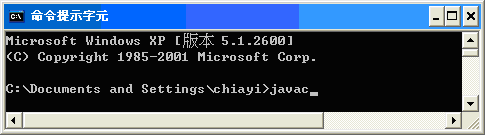 命令提示字元
Microsoft Windows XP [版本 5.1.2600]
(C) Copyright 1985-2001 Microsoft Corp.
C:\Documents and Settings\chiayi>javac_